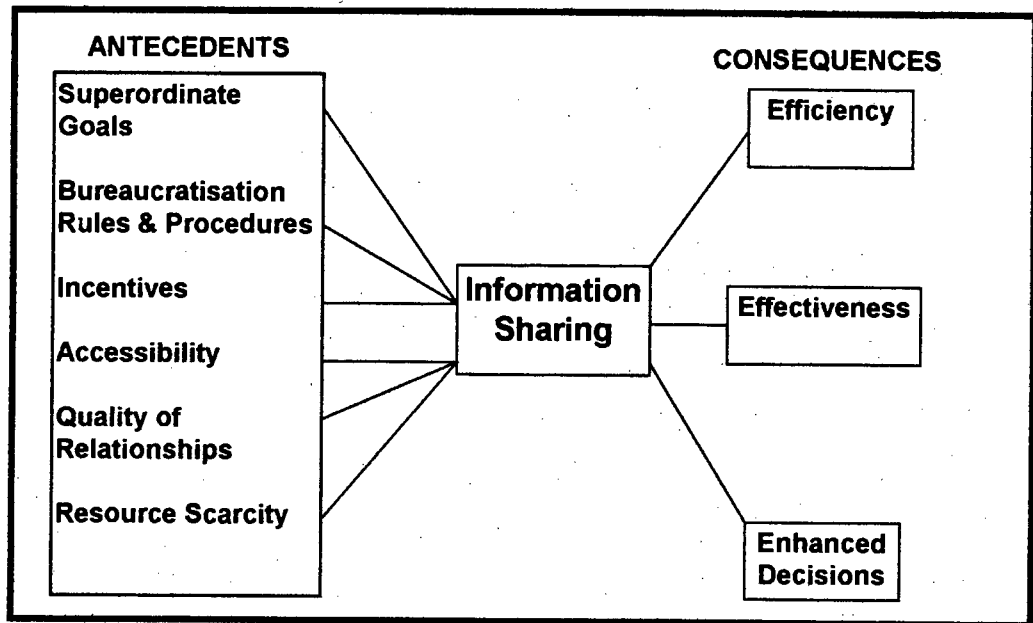 ANTECEDENTS
Superordinate
Goals
Bureaucratisation
Rules & Procedures
Incentives
Accessibility
Quality of
Relationships
Resource Scarcity
Information
Sharing
CONSEQUENCES
Efficiency
Effectiveness
Enhanced
Decisions